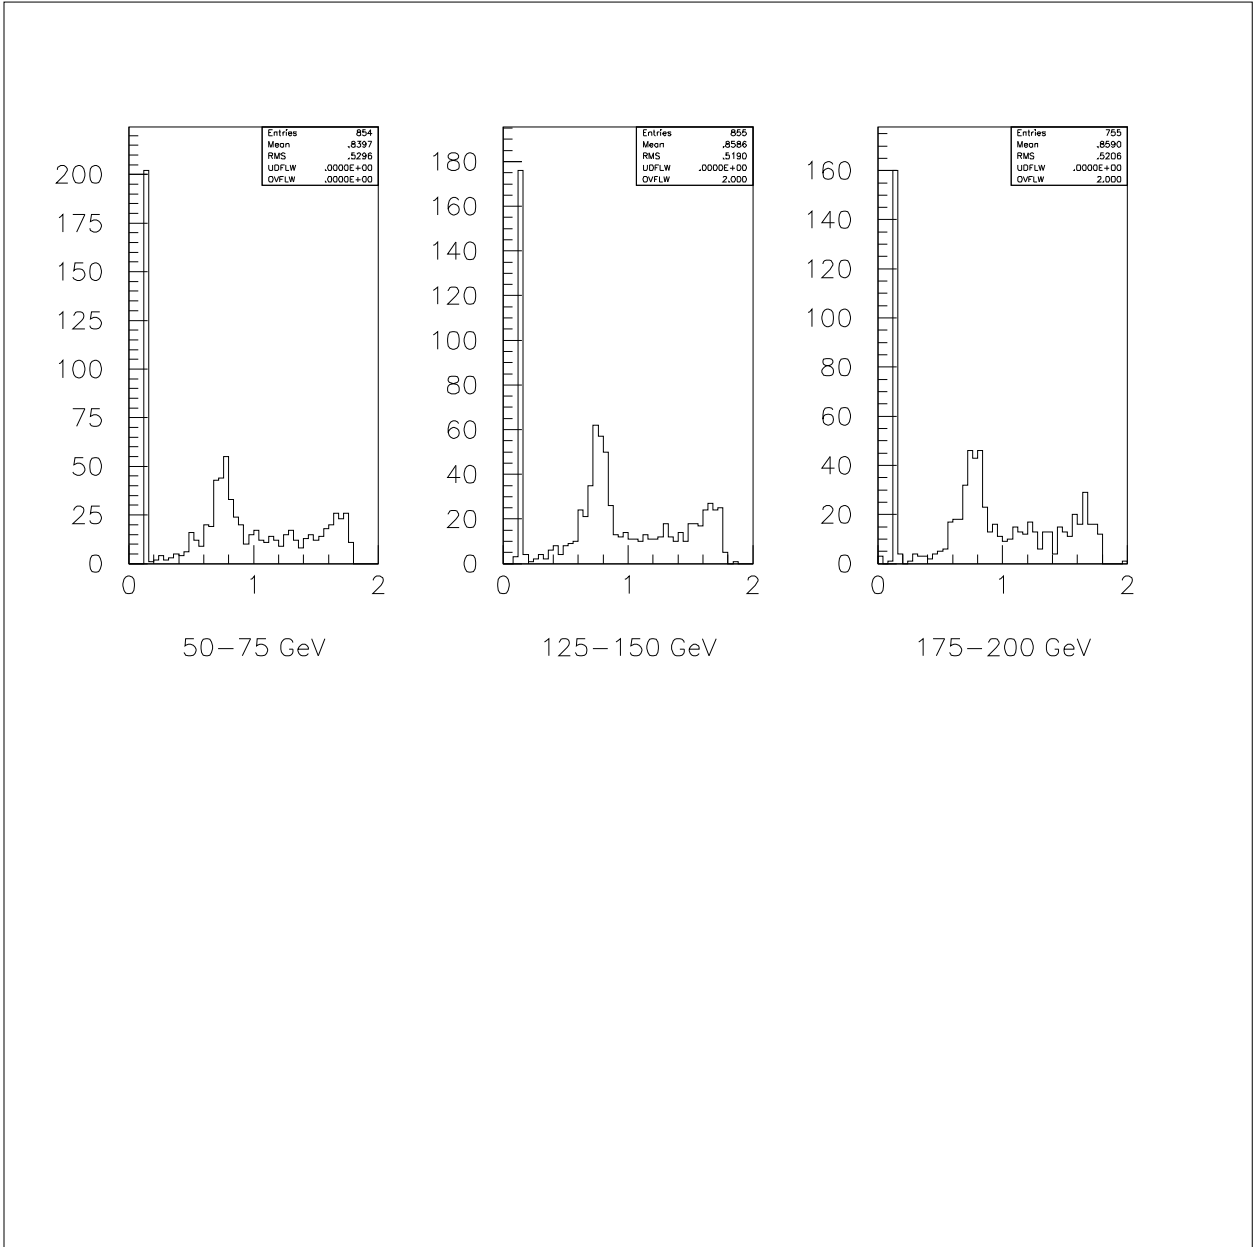 Entries 854
Mean .8397
RMS .5296
UDFLW .0000E+00
OVFLW .0000E+00
200
175
150
125
100
75
50
25
0
0 1 2
50-75 GeV
Entries 855
Mean .8586
RMS .5190
UDFLW .0000E+00
OVFLW 2.000
180
160
140
120
100
80
60
40
20
0
0 1 2
125-150 GeV
Entries 755
Mean .8590
RMS .5206
UDFLW .0000E+00
OVFLW 2.000
160
140
120
100
80
60
40
20
0
0 1 2
175-200 GeV